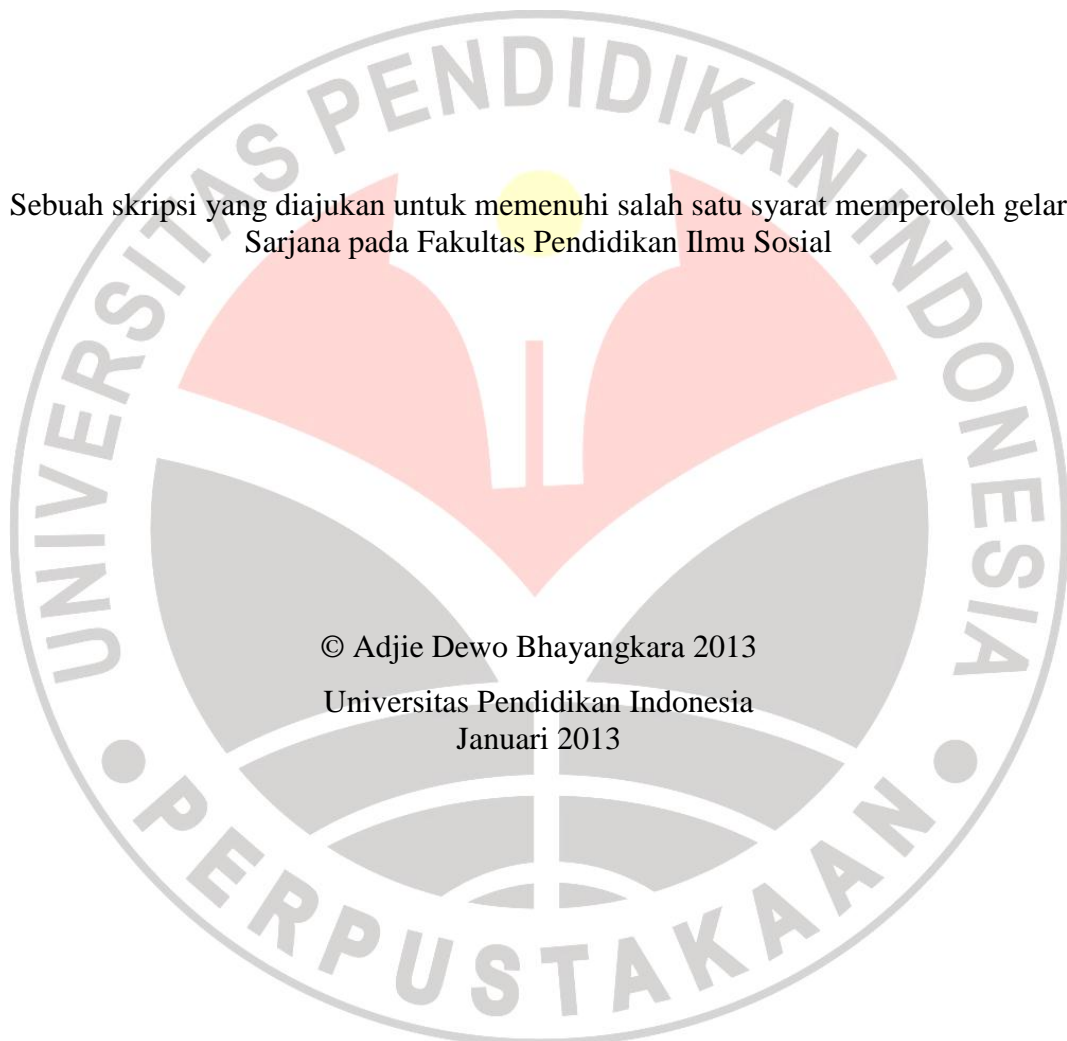 UNIVERSITAS PENDIDIKAN INDONESIA
Sebuah skripsi yang diajukan untuk memenuhi salah satu syarat memperoleh gelar
Sarjana pada Fakultas Pendidikan Ilmu Sosial
© Adjie Dewo Bhayangkara 2013
Universitas Pendidikan Indonesia
Januari 2013
PERPUSTAKAAN